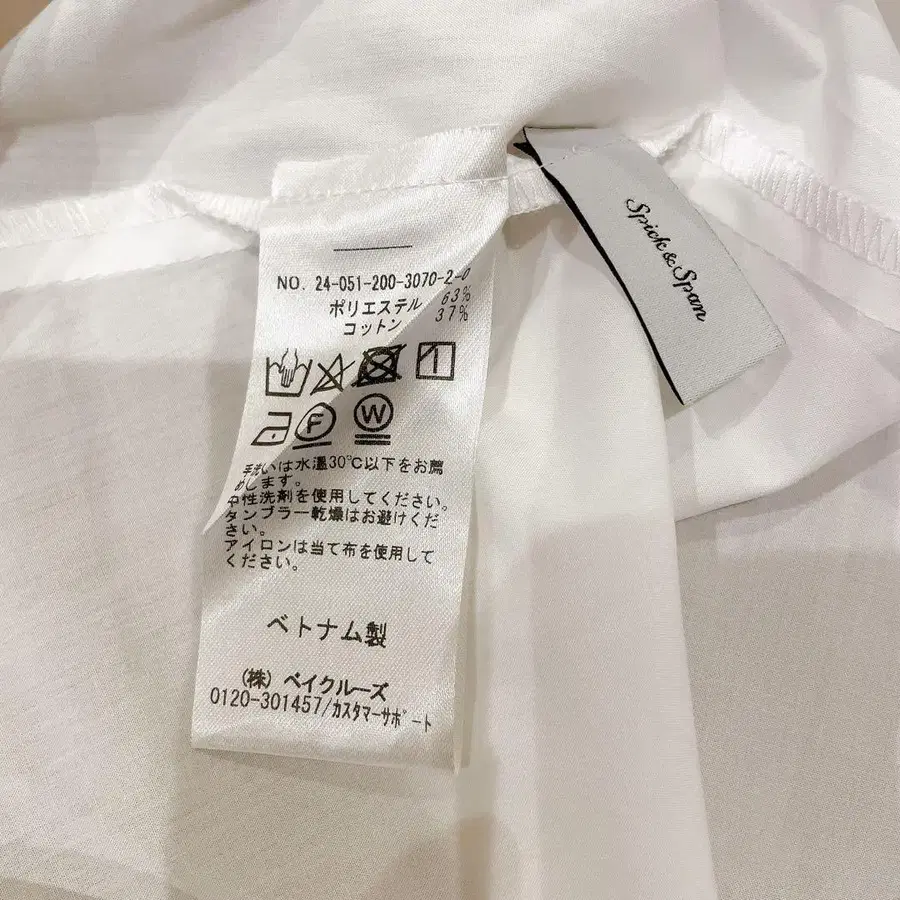 NO. 24-051-200-3070-2-0
ポリエステル 63%
コットン 37%
F
W
手洗いは水温30℃以下をお薦
めします。
中性洗剤を使用してください。
タンブラー乾燥はお避けくだ
さい。
アイロンは当て布を使用して
ください。
ベトナム製
(株) ベイクルーズ
0120-301457/カスタマーサポート
Spick & Span